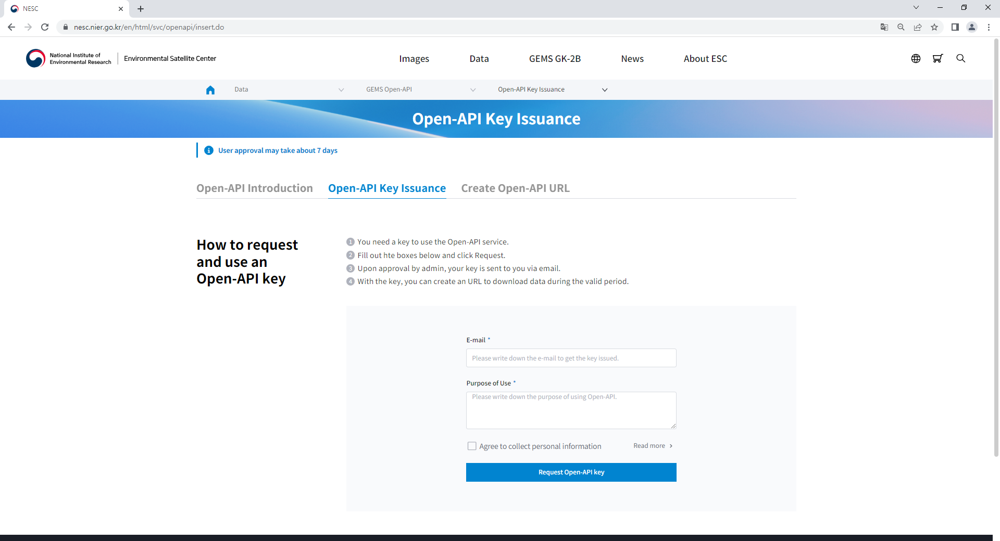 NESC
nesc.nier.go.kr/en/html/svc/openapi/insert.do
National Institute of
Environmental Research
Environmental Satellite Center
Images
Data
GEMS GK-2B
News
About ESC
Data
GEMS Open-API
Open-API Key Issuance
Open-API Key Issuance
User approval may take about 7 days
Open-API Introduction
Open-API Key Issuance
Create Open-API URL
How to request
and use an
Open-API key
1 You need a key to use the Open-API service.
2 Fill out hte boxes below and click Request.
3 Upon approval by admin, your key is sent to you via email.
4 With the key, you can create an URL to download data during the valid period.
E-mail *
Please write down the e-mail to get the key issued.
Purpose of Use *
Please write down the purpose of using Open-API.
Agree to collect personal information
Read more
Request Open-API key